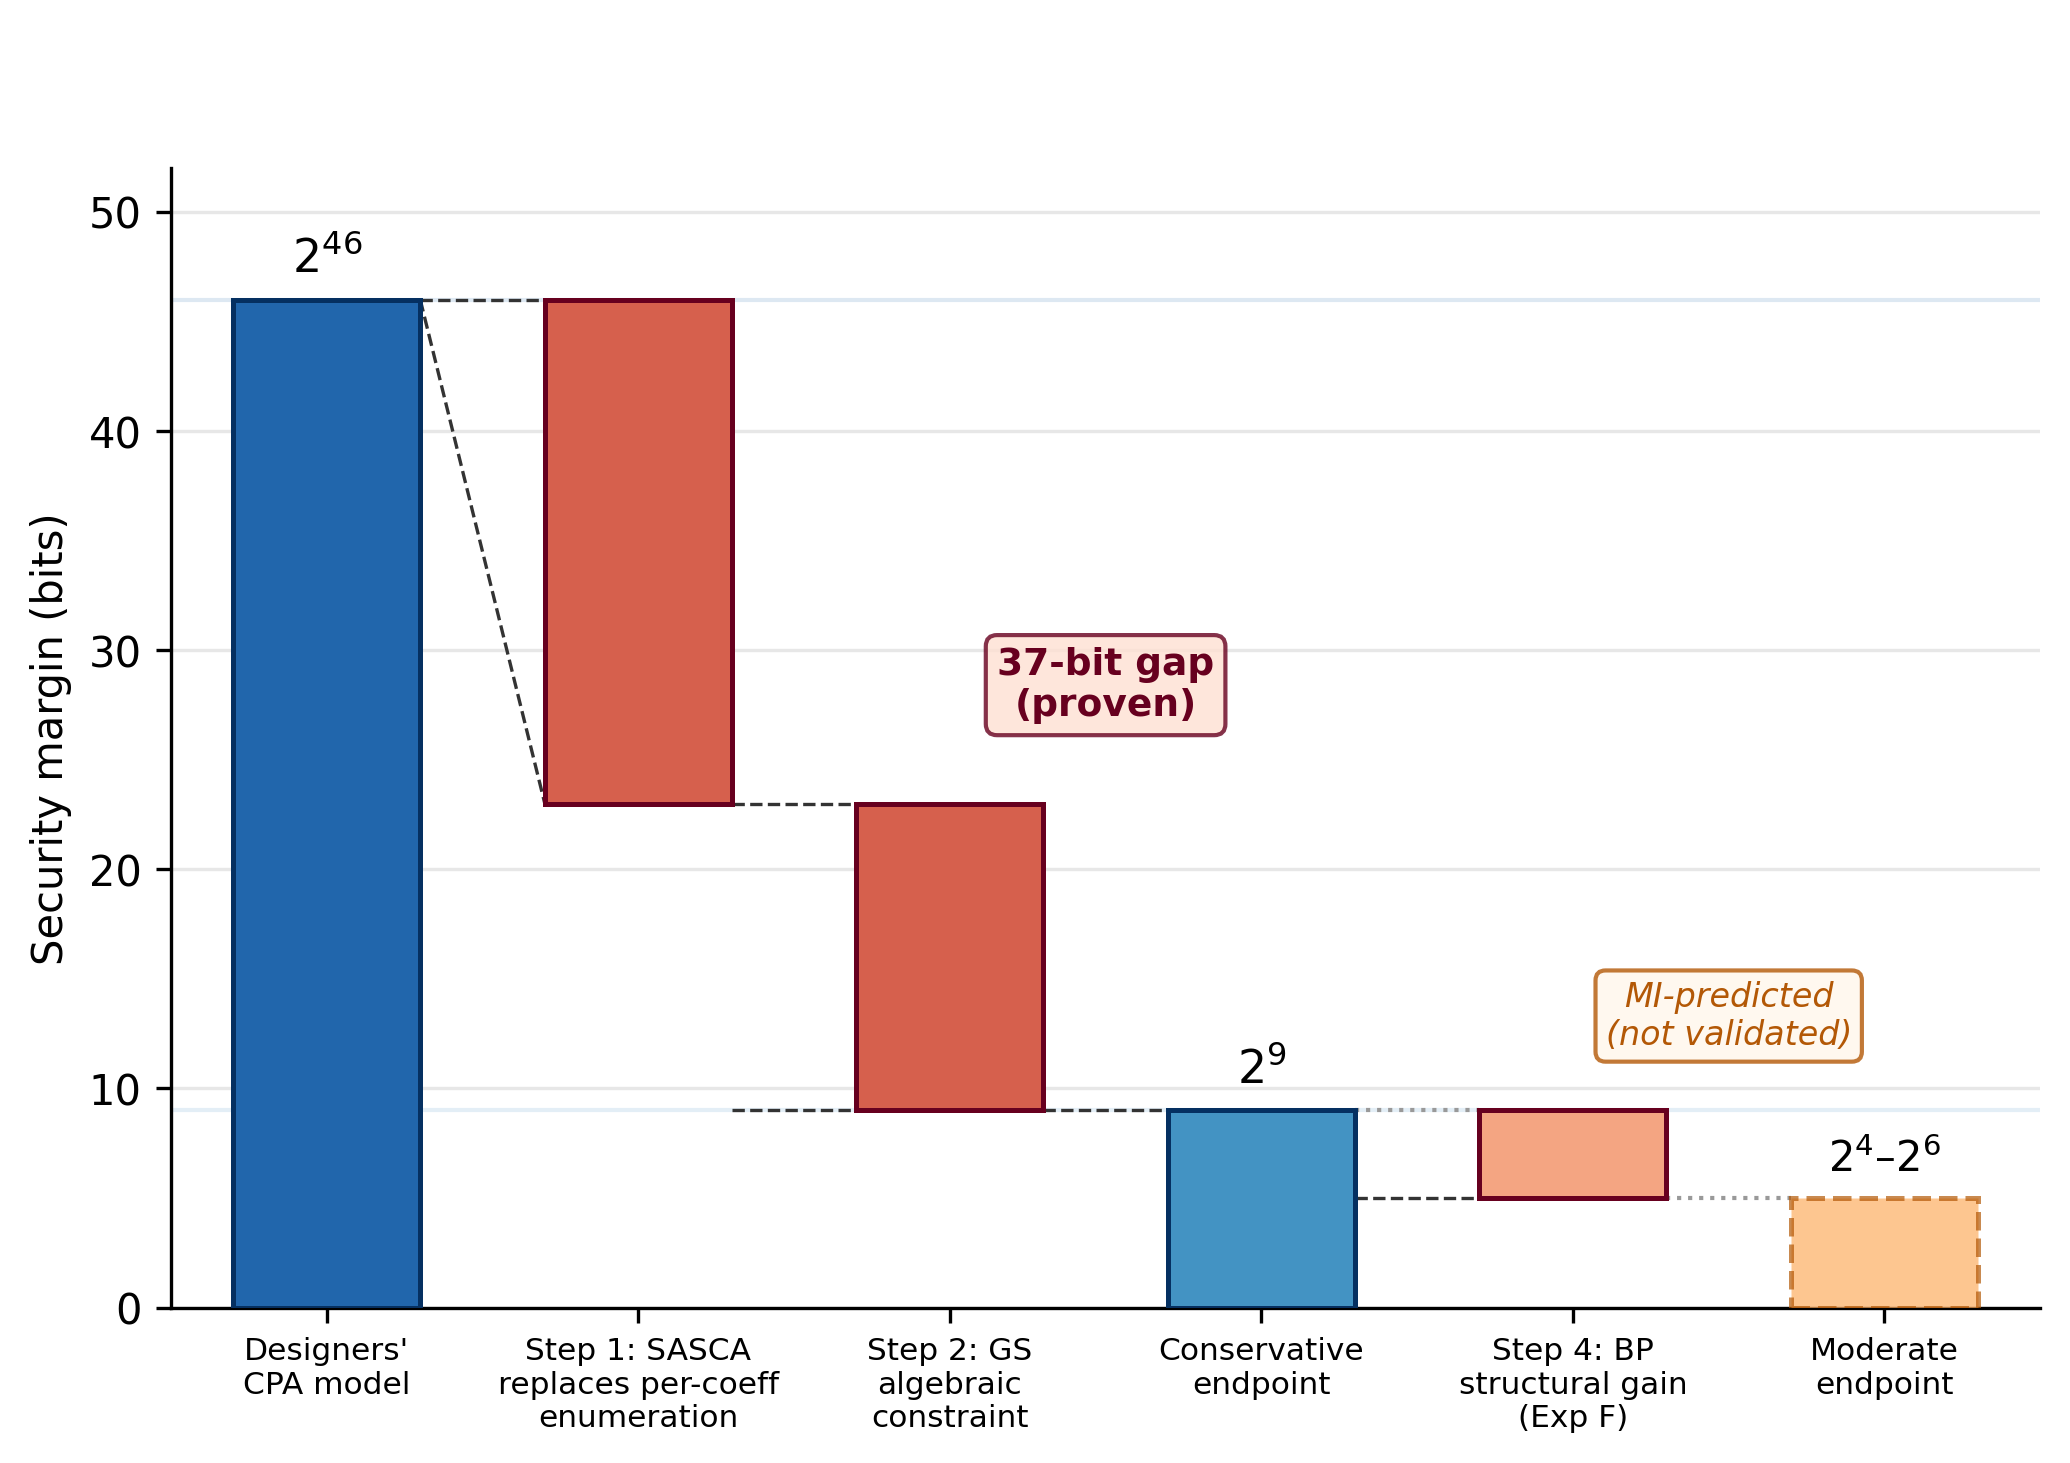 50
40
30
20
10
0
Security margin (bits)
2⁴⁶
37-bit gap
(proven)
2⁹
MI-predicted
(not validated)
2⁴–2⁶
Designers'
CPA model
Step 1: SASCA
replaces per-coeff
enumeration
Step 2: GS
algebraic
constraint
Conservative
endpoint
Step 4: BP
structural gain
(Exp F)
Moderate
endpoint